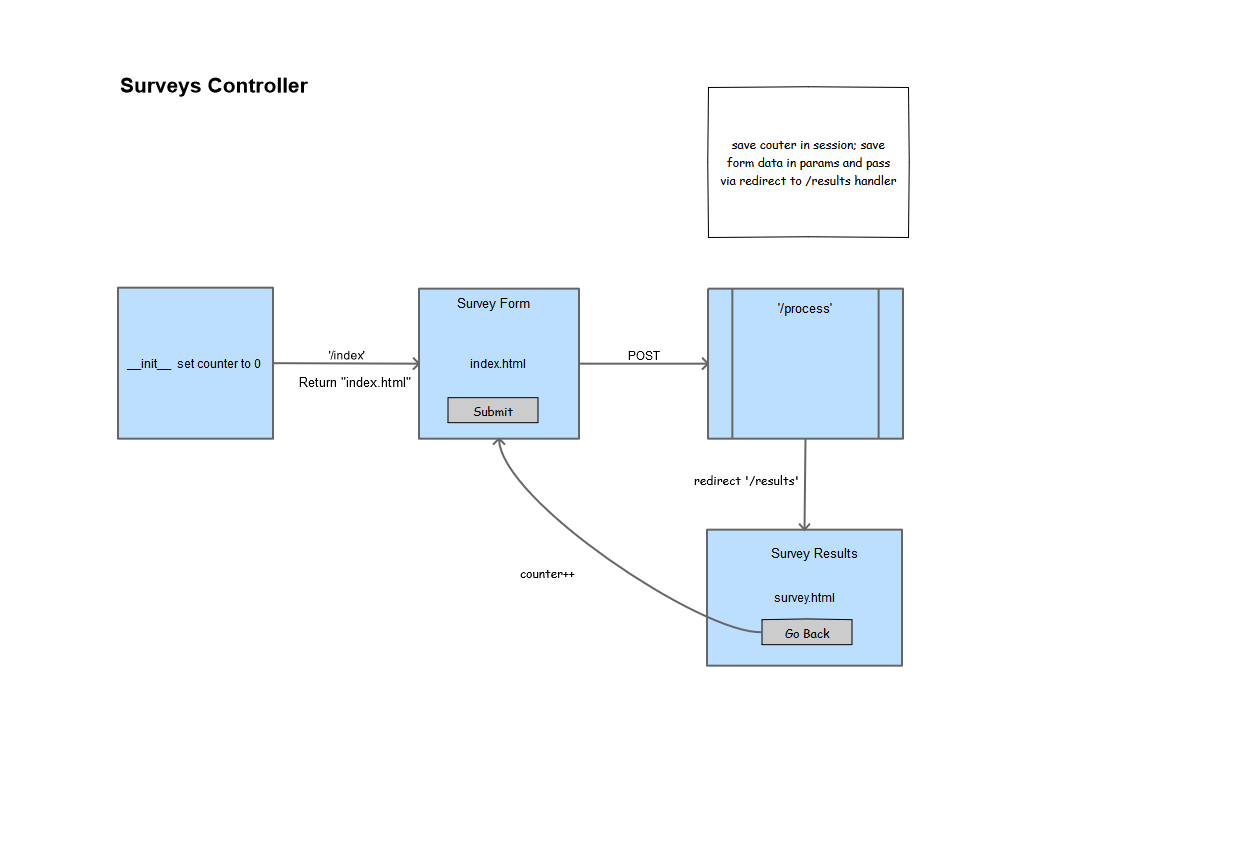 Surveys Controller
save couter in session; save
form data in params and pass
via redirect to /results handler
__init__  set counter to 0
'/index'
Return "index.html"
Survey Form
index.html
Submit
POST
'/process'
redirect '/results'
counter++
Survey Results
survey.html
Go Back